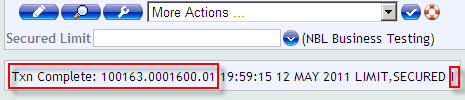 More Actions ...
Secured Limit (NBL Business Testing)
Txn Complete: 100163.0001600.01 19:59:15 12 MAY 2011 LIMIT,SECURED I